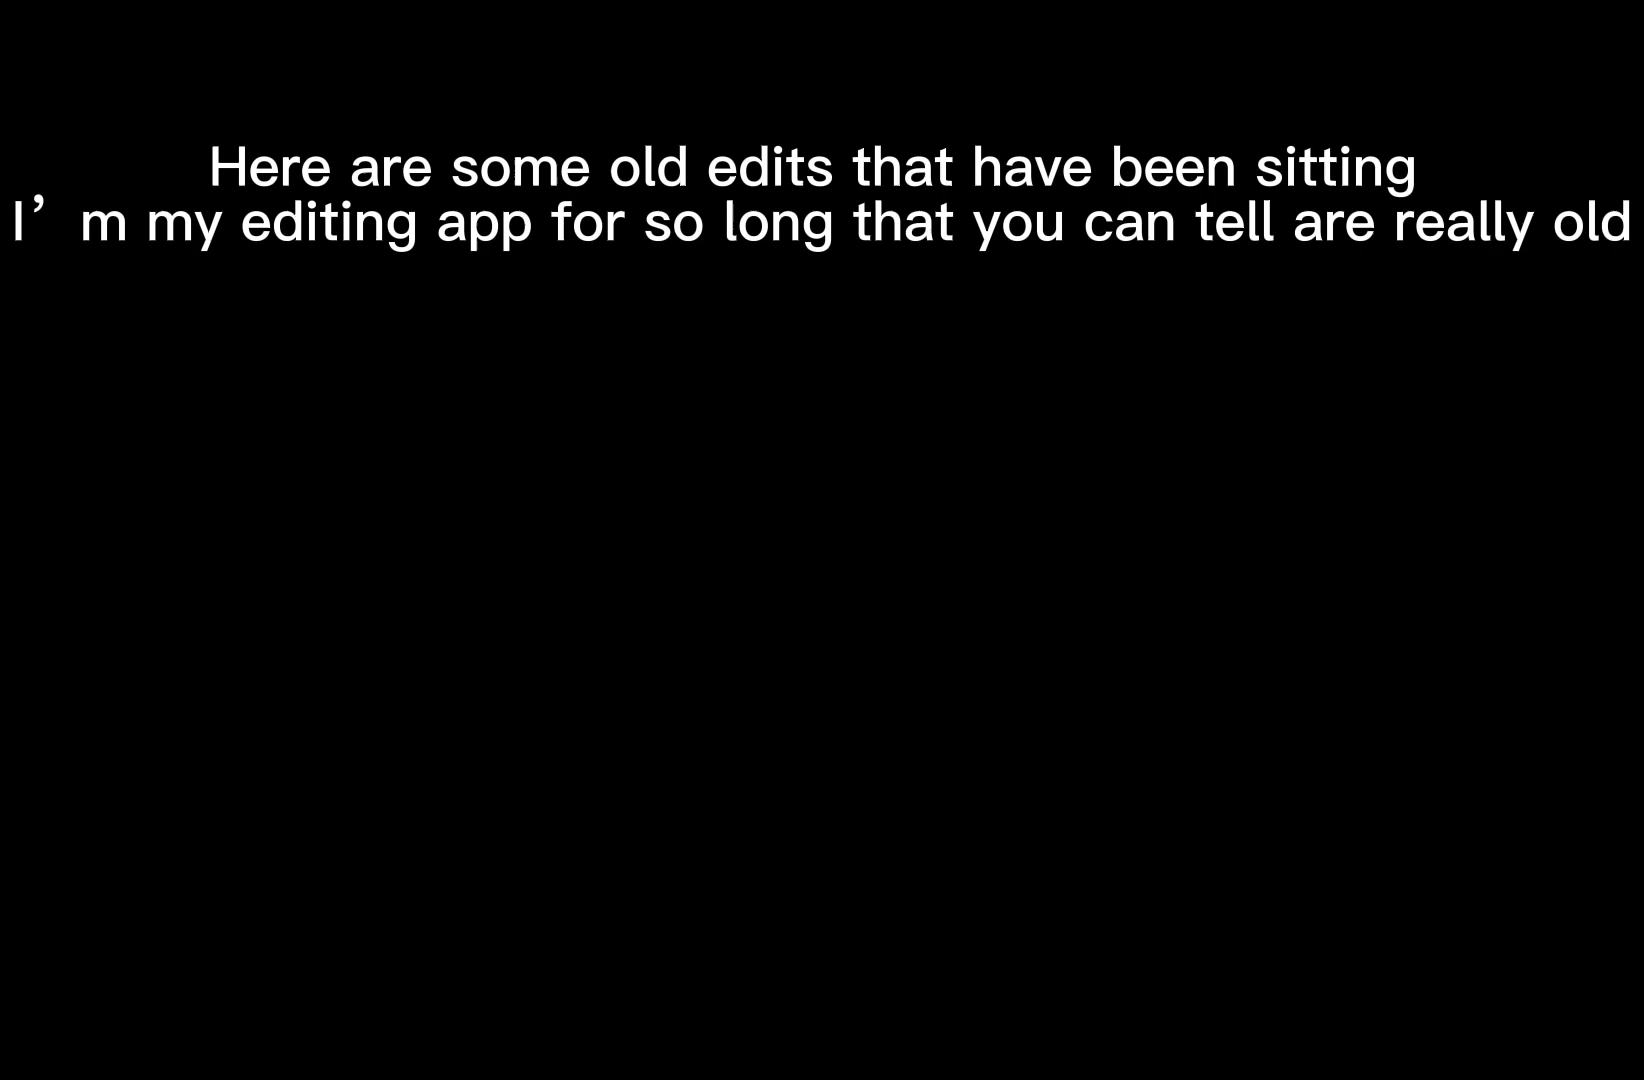 Here are some old edits that have been sitting
I’m my editing app for so long that you can tell are really old